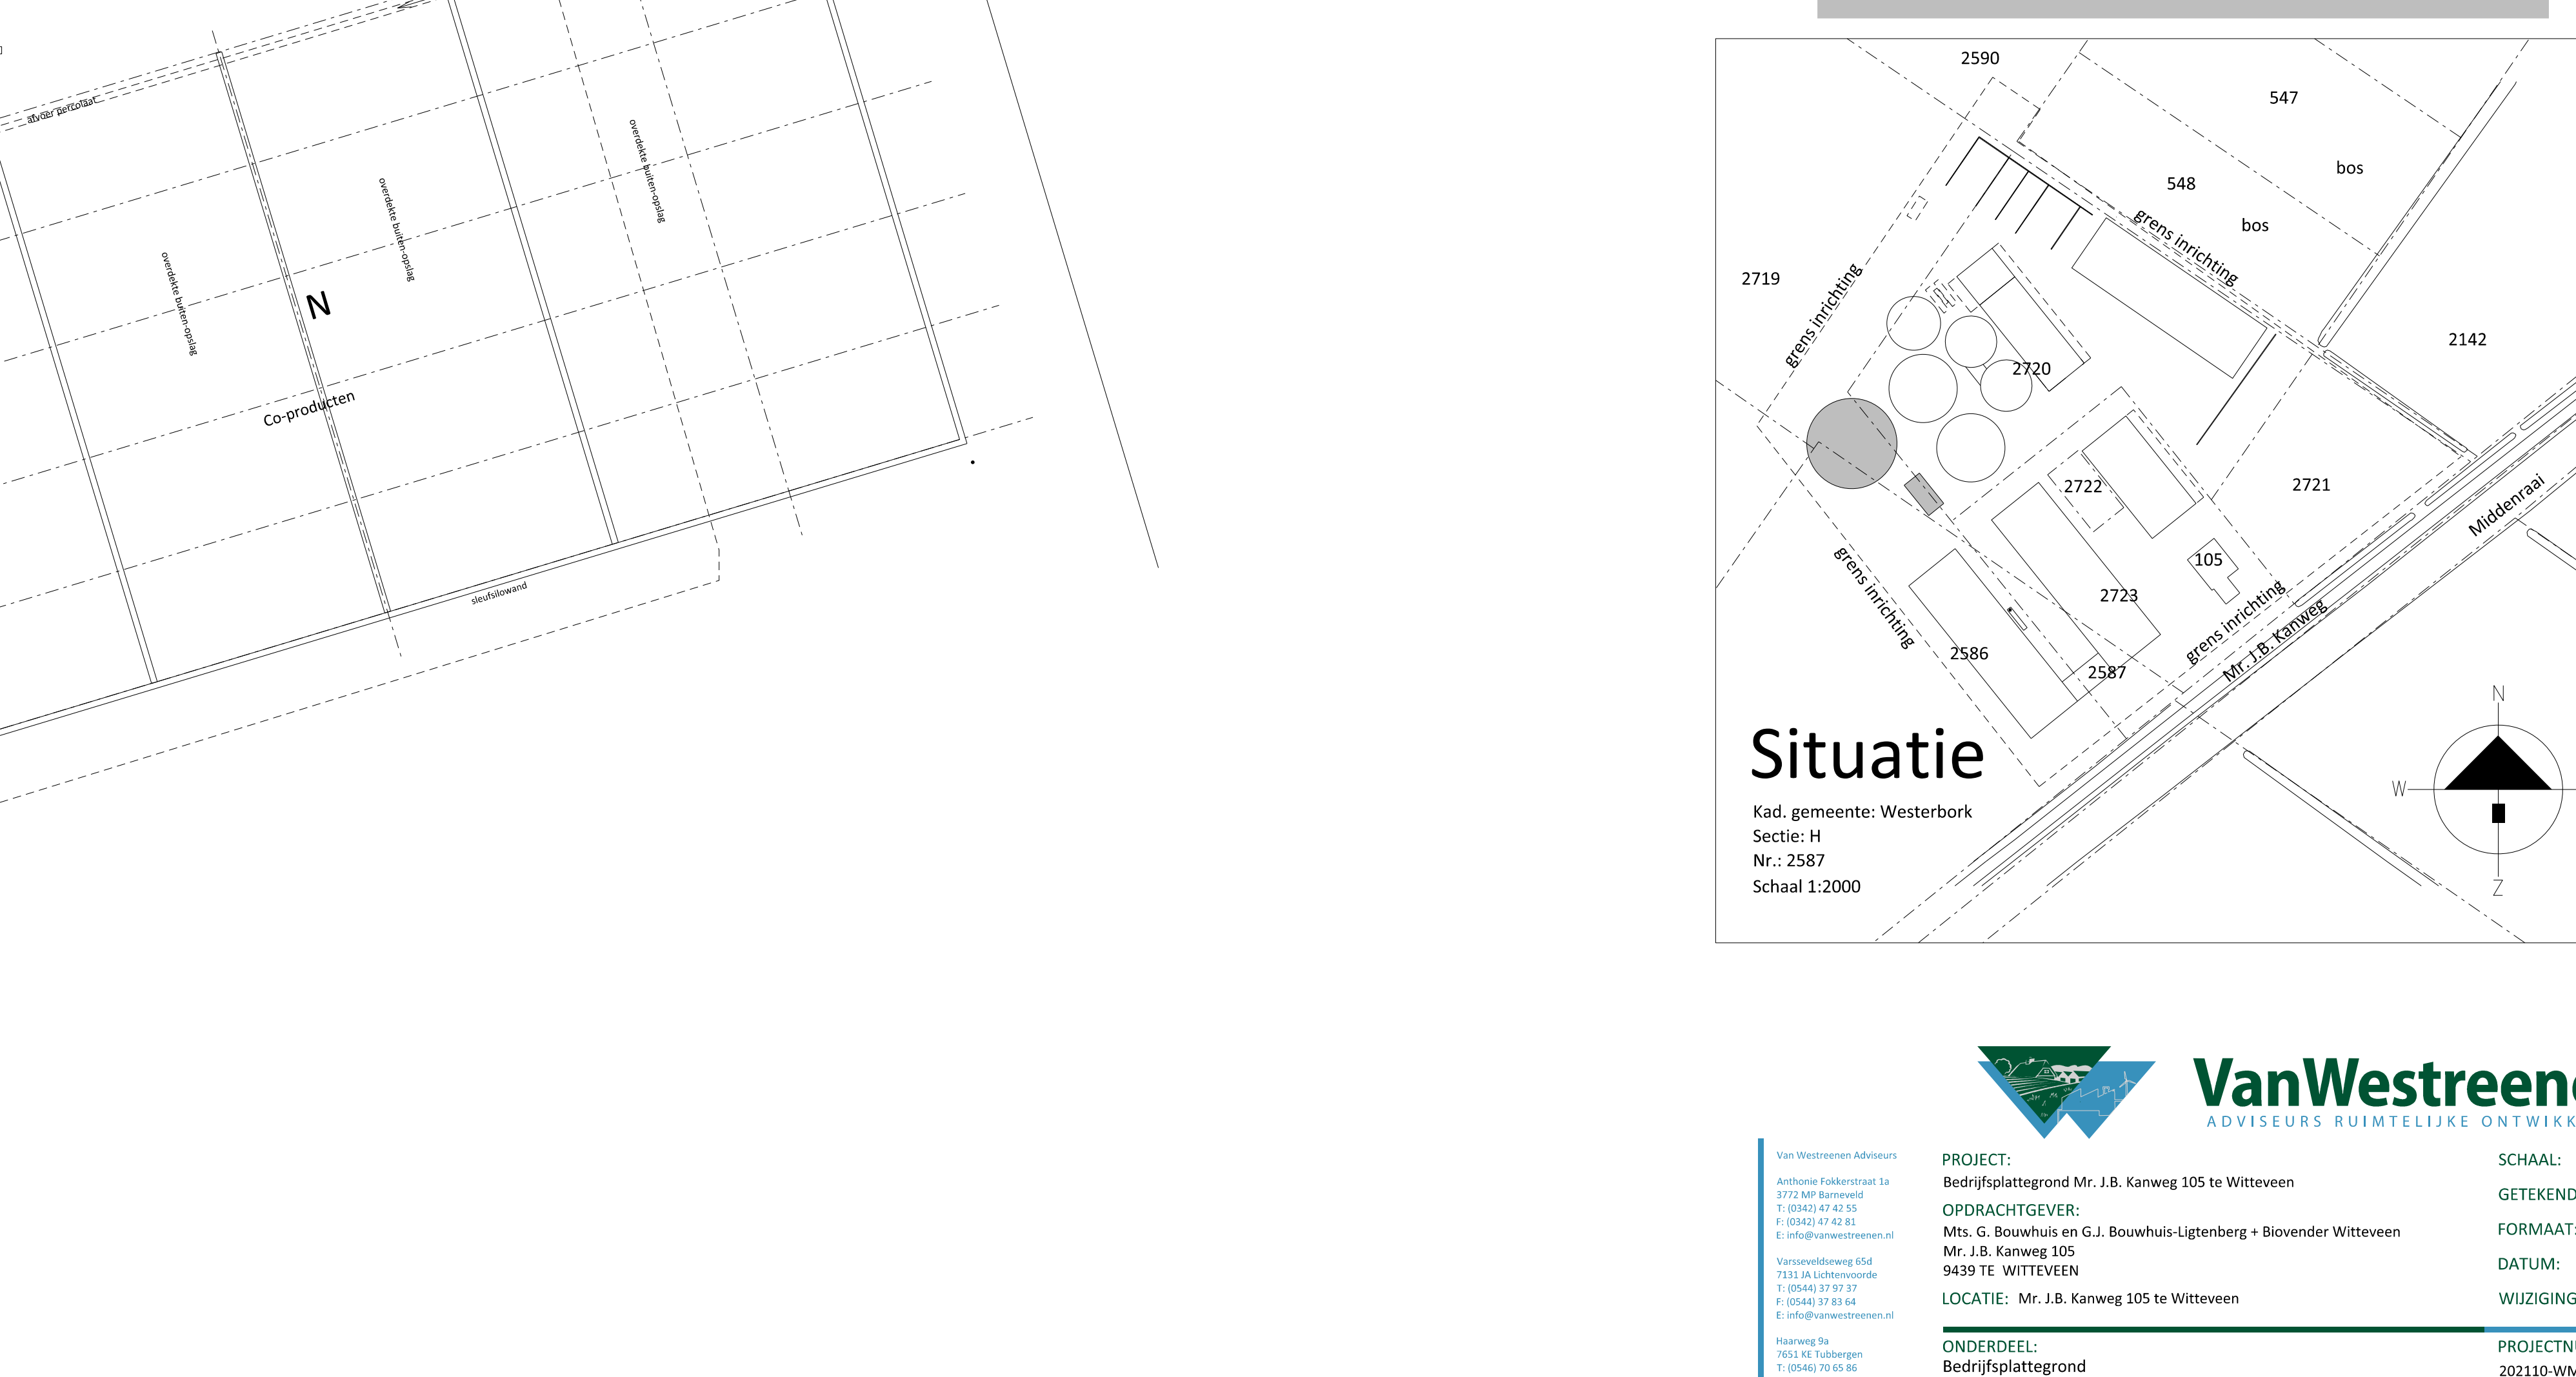 afvoer percolaat
overdekte buiten-opslag
overdekte buiten-opslag
overdekte buiten-opslag
N
Co-producten
sleufsilowand
2590
547
bos
548
bos
grens inrichting
2719
grens inrichting
2142
2720
2722
2721
Middenraai
105
grens inrichting
2723
grens inrichting
Mr. J.B. Kanweg
2586
2587
N
W
Z
Situatie
Kad. gemeente: Westerbork
Sectie: H
Nr.: 2587
Schaal 1:2000
VanWestreene
ADVISEURS RUIMTELIJKE ONTWIKK
Van Westreenen Adviseurs
Anthonie Fokkerstraat 1a
3772 MP Barneveld
T: (0342) 47 42 55
F: (0342) 47 42 81
E: info@vanwestreenen.nl
Varsseveldseweg 65d
7131 JA Lichtenvoorde
T: (0544) 37 97 37
F: (0544) 37 83 64
E: info@vanwestreenen.nl
Haarweg 9a
7651 KE Tubbergen
T: (0546) 70 65 86
PROJECT:
Bedrijfsplattegrond Mr. J.B. Kanweg 105 te Witteveen
OPDRACHTGEVER:
Mts. G. Bouwhuis en G.J. Bouwhuis-Ligtenberg + Biovender Witteveen
Mr. J.B. Kanweg 105
9439 TE WITTEVEEN
LOCATIE: Mr. J.B. Kanweg 105 te Witteveen
ONDERDEEL:
Bedrijfsplattegrond
SCHAAL:
GETEKEND
FORMAAT:
DATUM:
WIJZIGING
PROJECTNU
202110-WM